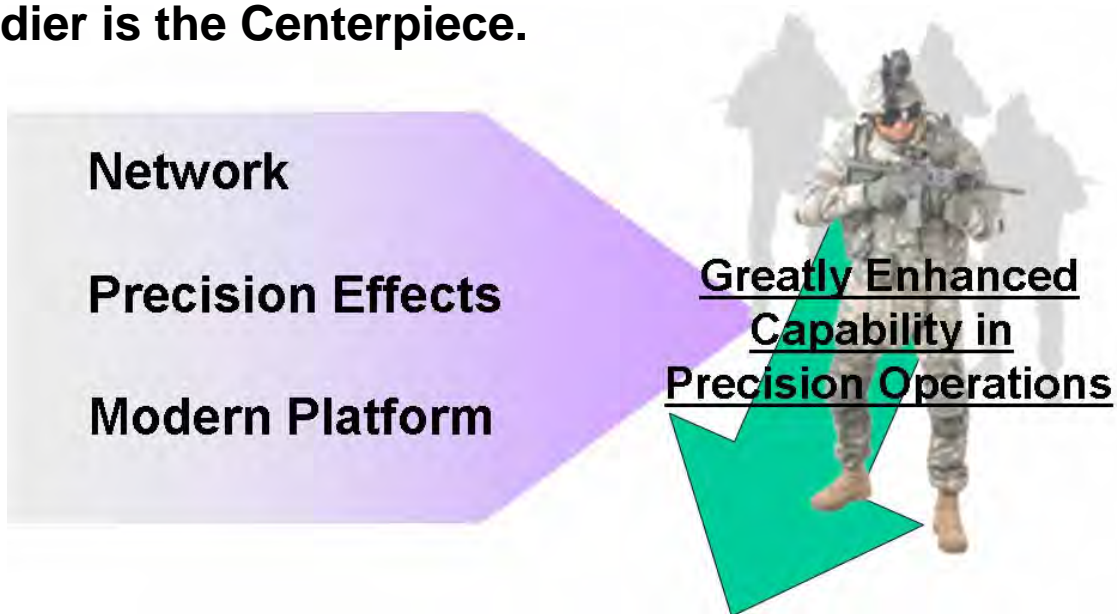 dier is the Centerpiece.
Network
Precision Effects
Modern Platform
Greatly Enhanced
Capability in
Precision Operations